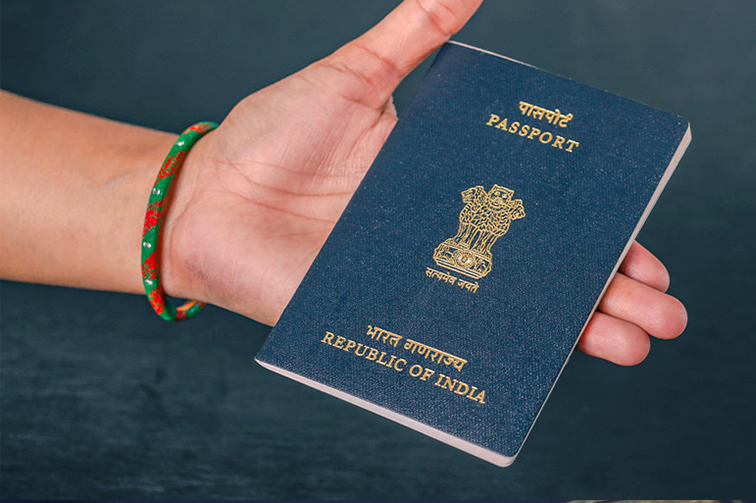 पासपोर्ट
PASSPORT
सत्यमेव जयते
भारत गणराज्य
REPUBLIC OF INDIA